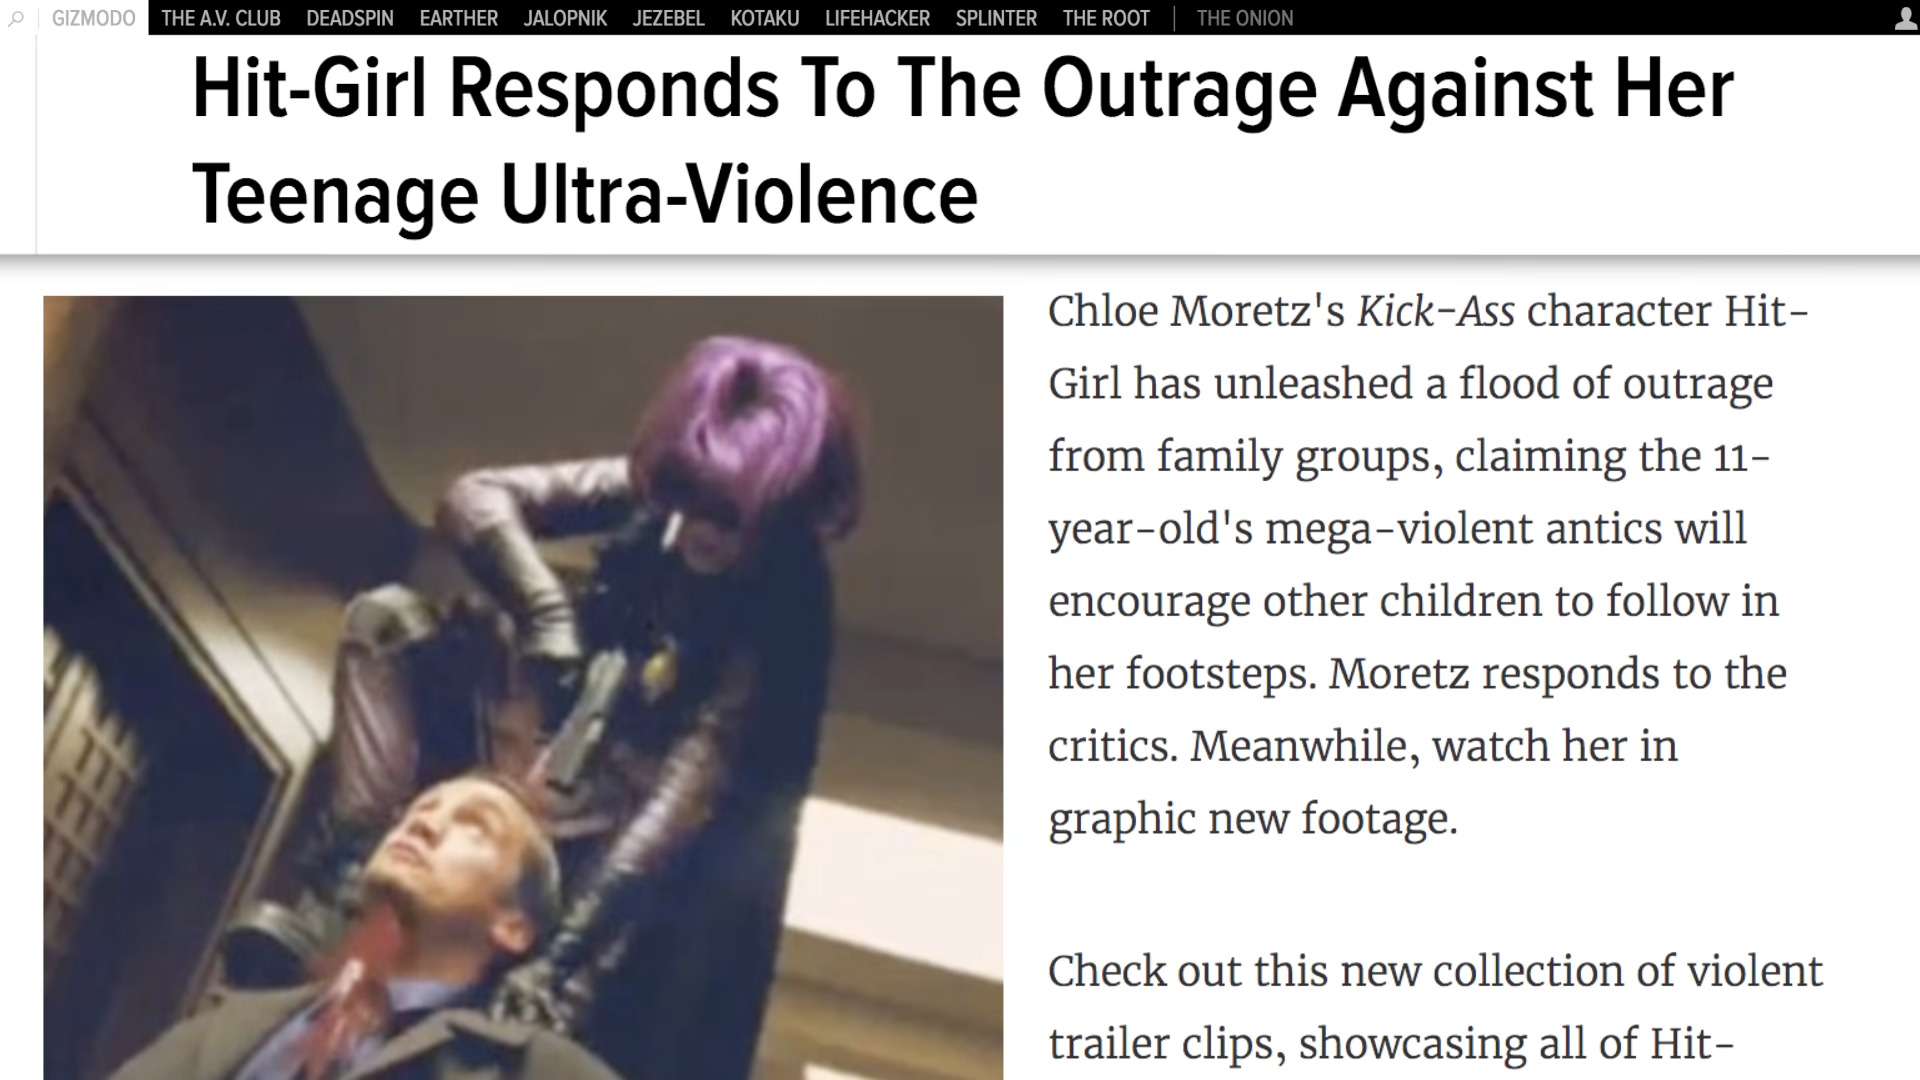 GIZMODO THE A.V. CLUB DEADSPIN EARTHER JALOPNIK JEZEBEL KOTAKU LIFEHACKER SPLINTER THE ROOT THE ONION
Hit-Girl Responds To The Outrage Against Her
Teenage Ultra-Violence
Chloe Moretz's Kick-Ass character Hit-
Girl has unleashed a flood of outrage
from family groups, claiming the 11-
year-old's mega-violent antics will
encourage other children to follow in
her footsteps. Moretz responds to the
critics. Meanwhile, watch her in
graphic new footage.
Check out this new collection of violent
trailer clips, showcasing all of Hit-